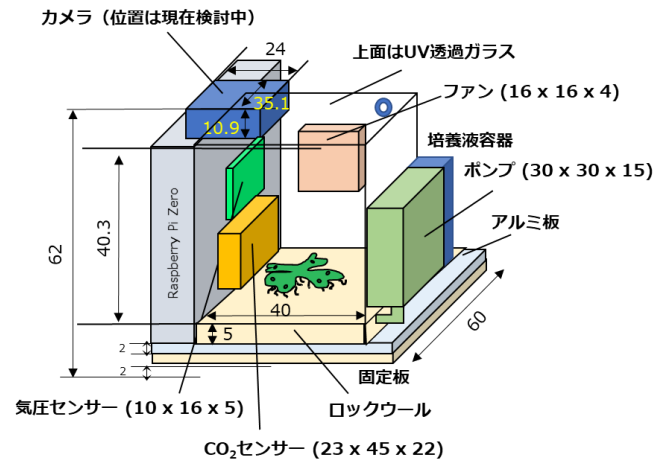 カメラ（位置は現在検討中）
24
上面はUV透過ガラス
ファン (16 x 16 x 4)
35.1
10.9
培養液容器
ポンプ (30 x 30 x 15)
アルミ板
Raspberry Pi Zero
40.3
62
40
5
60
2
2
固定板
気圧センサー (10 x 16 x 5)
ロックウール
CO₂センサー (23 x 45 x 22)